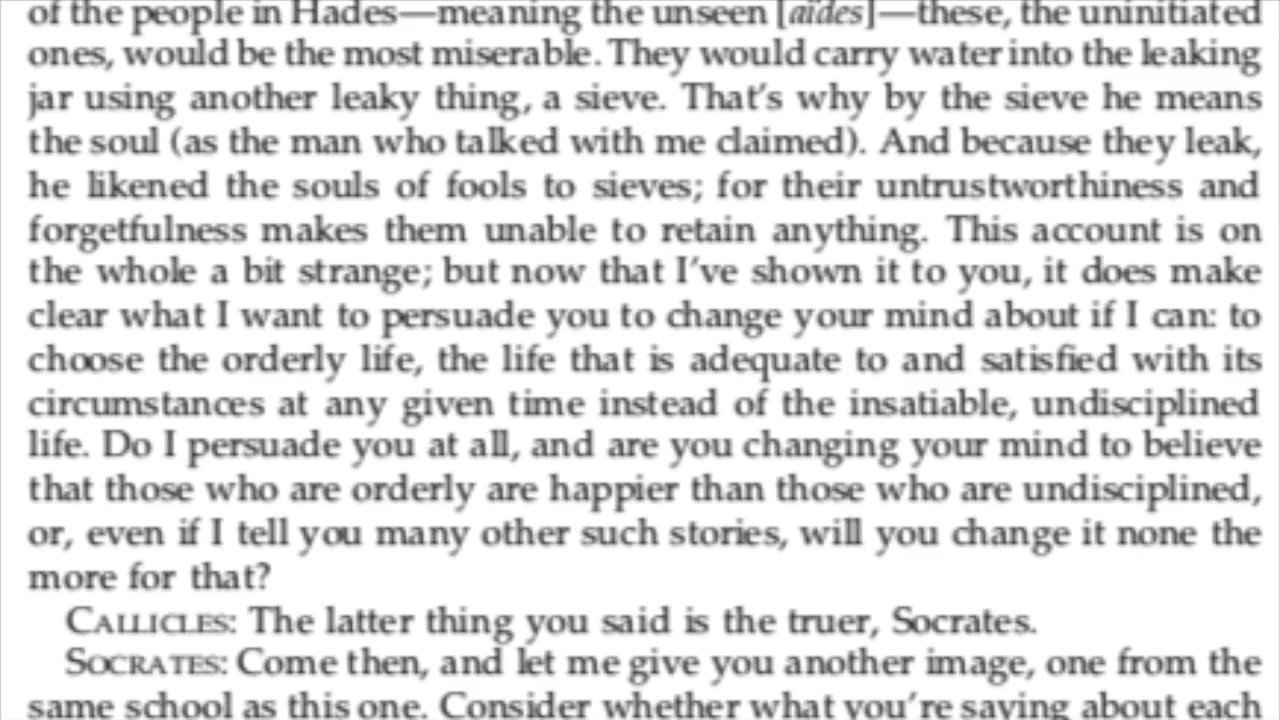 of the people in Hades—meaning the unseen [aïdes]—these, the uninitiated
ones, would be the most miserable. They would carry water into the leaking
jar using another leaky thing, a sieve. That's why by the sieve he means
the soul (as the man who talked with me claimed). And because they leak,
he likened the souls of fools to sieves; for their untrustworthiness and
forgetfulness makes them unable to retain anything. This account is on
the whole a bit strange; but now that I've shown it to you, it does make
clear what I want to persuade you to change your mind about if I can: to
choose the orderly life, the life that is adequate to and satisfied with its
circumstances at any given time instead of the insatiable, undisciplined
life. Do I persuade you at all, and are you changing your mind to believe
that those who are orderly are happier than those who are undisciplined,
or, even if I tell you many other such stories, will you change it none the
more for that?
CALLICLES: The latter thing you said is the truer, Socrates.
SOCRATES: Come then, and let me give you another image, one from the
same school as this one. Consider whether what you're saying about each